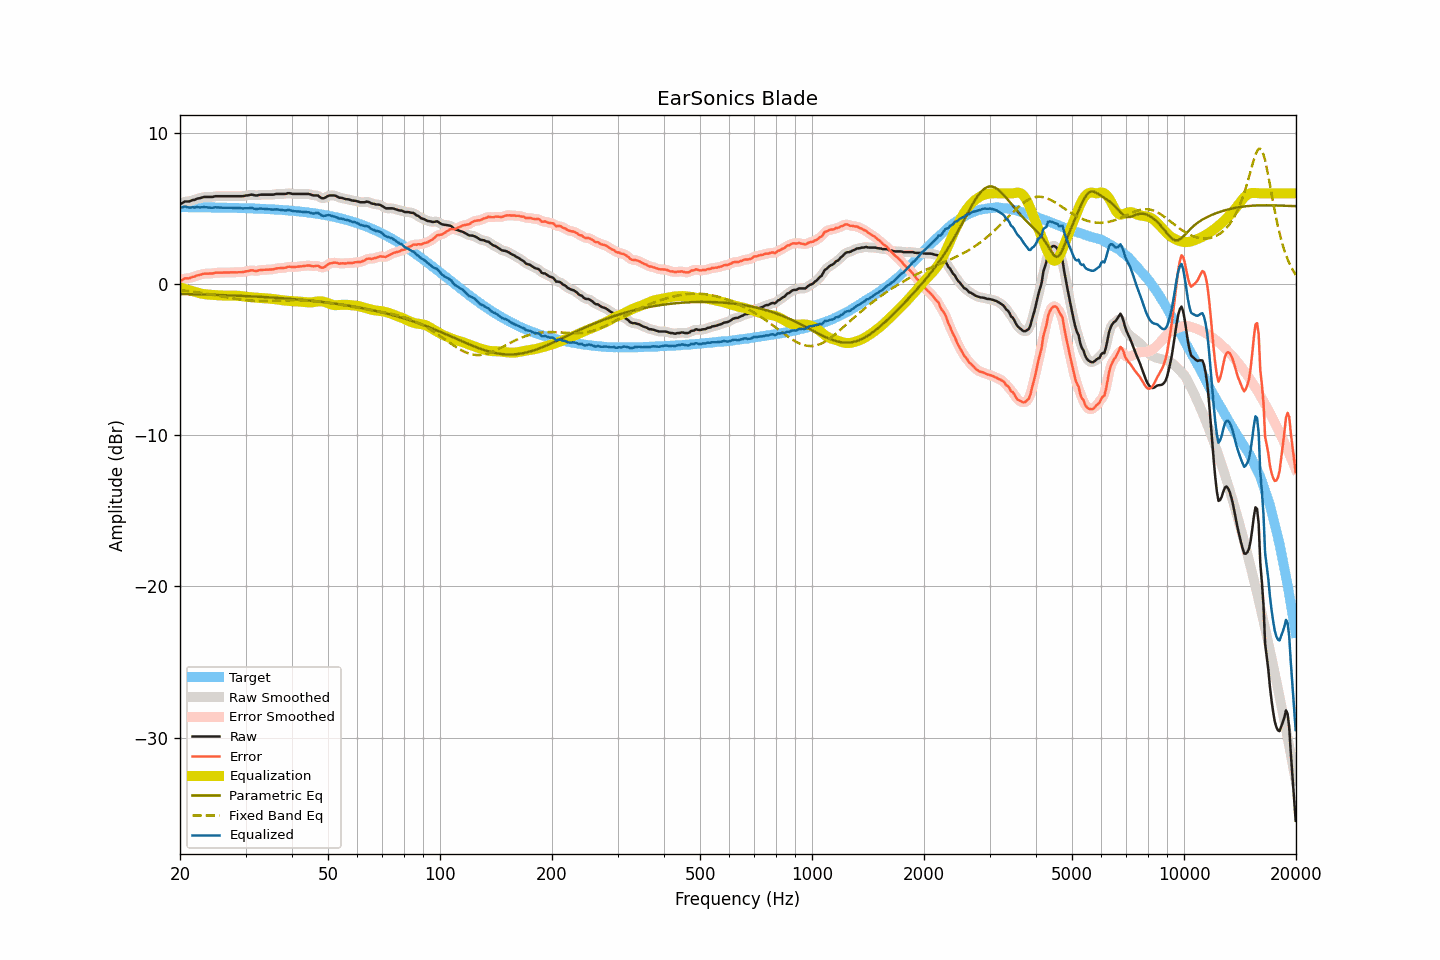 EarSonics Blade
10
0
−10
−20
−30
Amplitude (dBr)
Target
Raw Smoothed
Error Smoothed
Raw
Error
Equalization
Parametric Eq
Fixed Band Eq
Equalized
20 50 100 200 500 1000 2000 5000 10000 20000
Frequency (Hz)